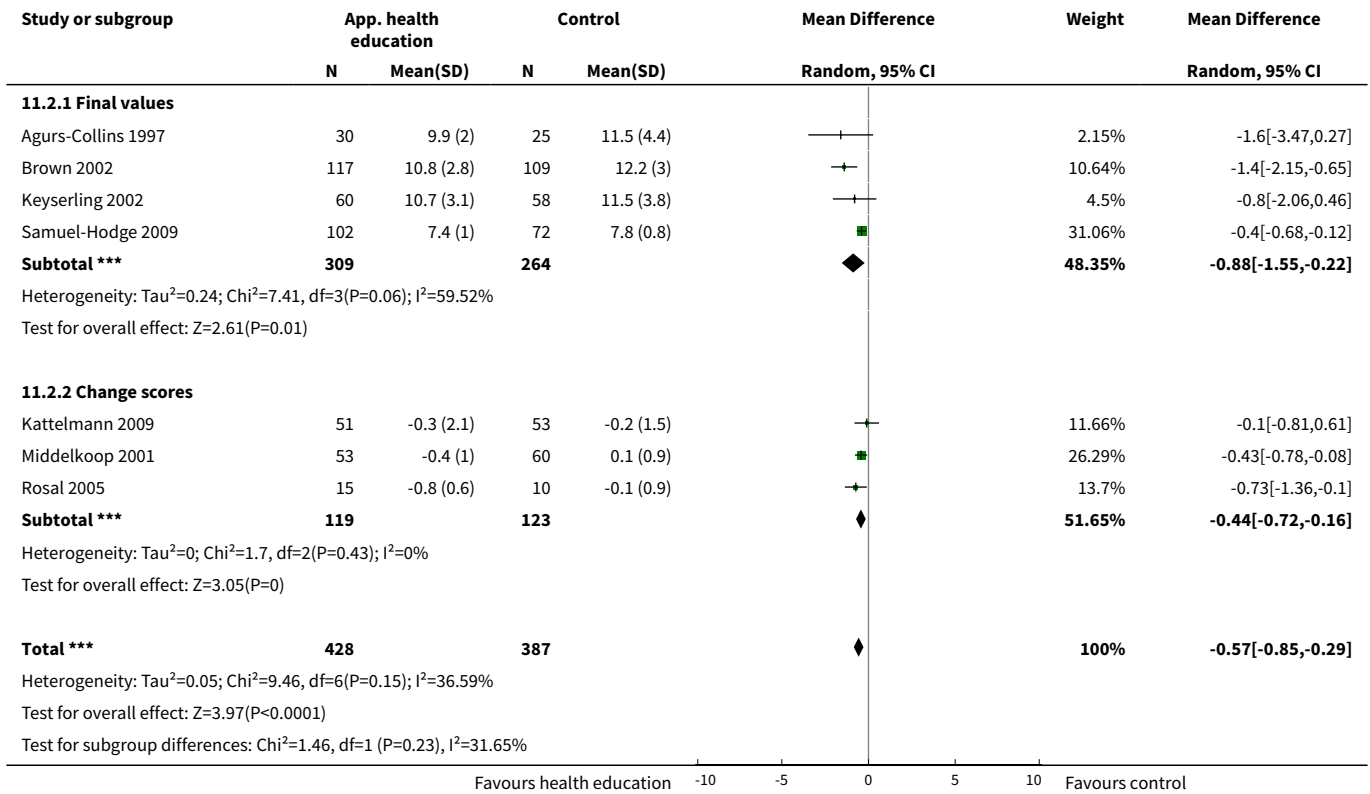 Study or subgroup App. health education Control Mean Difference Weight Mean Difference
N Mean(SD) N Mean(SD) Random, 95% CI Random, 95% CI
11.2.1 Final values
Agurs-Collins 1997 30 9.9 (2) 25 11.5 (4.4) 2.15% -1.6[-3.47,0.27]
Brown 2002 117 10.8 (2.8) 109 12.2 (3) 10.64% -1.4[-2.15,-0.65]
Keyserling 2002 60 10.7 (3.1) 58 11.5 (3.8) 4.5% -0.8[-2.06,0.46]
Samuel-Hodge 2009 102 7.4 (1) 72 7.8 (0.8) 31.06% -0.4[-0.68,-0.12]
Subtotal *** 309 264 48.35% -0.88[-1.55,-0.22]
Heterogeneity: Tau²=0.24; Chi²=7.41, df=3(P=0.06); I²=59.52%
Test for overall effect: Z=2.61(P=0.01)
11.2.2 Change scores
Kattelmann 2009 51 -0.3 (2.1) 53 -0.2 (1.5) 11.66% -0.1[-0.81,0.61]
Middelkoop 2001 53 -0.4 (1) 60 0.1 (0.9) 26.29% -0.43[-0.78,-0.08]
Rosal 2005 15 -0.8 (0.6) 10 -0.1 (0.9) 13.7% -0.73[-1.36,-0.1]
Subtotal *** 119 123 51.65% -0.44[-0.72,-0.16]
Heterogeneity: Tau²=0; Chi²=1.7, df=2(P=0.43); I²=0%
Test for overall effect: Z=3.05(P=0)
Total *** 428 387 100% -0.57[-0.85,-0.29]
Heterogeneity: Tau²=0.05; Chi²=9.46, df=6(P=0.15); I²=36.59%
Test for overall effect: Z=3.97(P<0.0001)
Test for subgroup differences: Chi²=1.46, df=1 (P=0.23), I²=31.65%
Favours health education -10 -5 0 5 10 Favours control